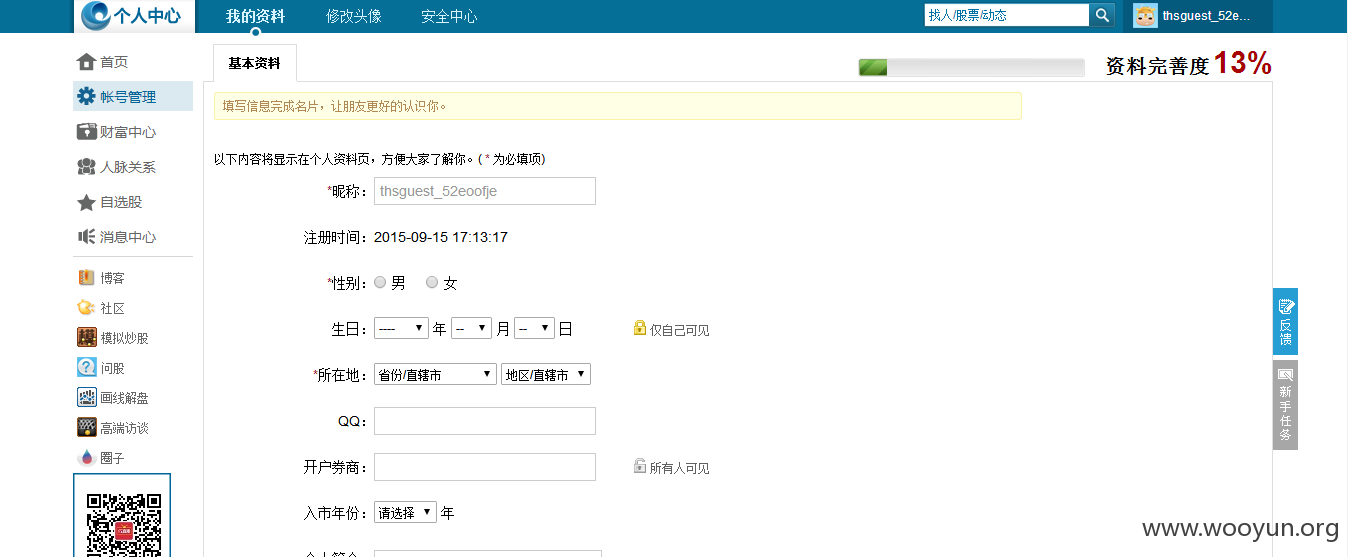 个人中心 我的资料 修改头像 安全中心 找人/股票/动态 thsguest_52e...
首页
帐号管理
财富中心
人脉关系
自选股
消息中心
博客
社区
模拟炒股
问股
画线解盘
高端访谈
圈子
基本资料
资料完善度13%
填写信息完成名片，让朋友更好的认识你。
以下内容将显示在个人资料页，方便大家了解你。( * 为必填项)
*昵称： thsguest_52eoofje
注册时间： 2015-09-15 17:13:17
*性别： 男 女
生日： ---- 年 -- 月 -- 日 仅自己可见
*所在地： 省份/直辖市 地区/直辖市
QQ：
开户券商： 所有人可见
入市年份： 请选择 年
反馈
新手任务
www.wooyun.org